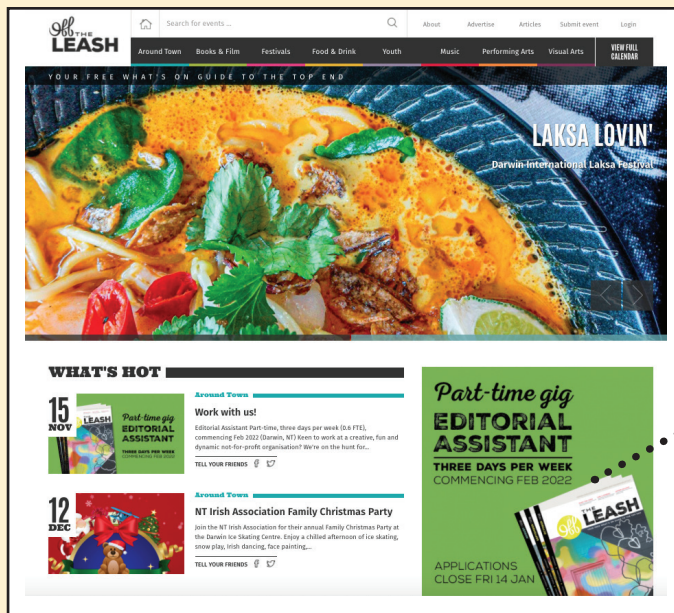 Off THE
LEASH
Search for events ...
About Advertise Articles Submit event Login
Around Town Books & Film Festivals Food & Drink Youth Music Performing Arts Visual Arts
VIEW FULL
CALENDAR
YOUR FREE WHAT'S ON GUIDE TO THE TOP END
LAKSA LOVIN'
Darwin International Laksa Festival
WHAT'S HOT
15
NOV
LEASH
Part-time gig
EDITORIAL
ASSISTANT
THREE DAYS PER WEEK
COMMENCING FEB 2022
Around Town
Work with us!
Editorial Assistant Part-time, three days per week (0.6 FTE),
commencing Feb 2022 (Darwin, NT) Keen to work at a creative, fun and
dynamic not-for-profit organisation? We're on the hunt for...
TELL YOUR FRIENDS
12
DEC
Around Town
NT Irish Association Family Christmas Party
Join the NT Irish Association for their annual Family Christmas Party at
the Darwin Ice Skating Centre. Enjoy a chilled afternoon of ice skating,
snow play, Irish dancing, face painting,...
TELL YOUR FRIENDS
Part-time gig
EDITORIAL
ASSISTANT
THREE DAYS PER WEEK
COMMENCING FEB 2022
Off THE
LEASH
APPLICATIONS
CLOSE FRI 14 JAN